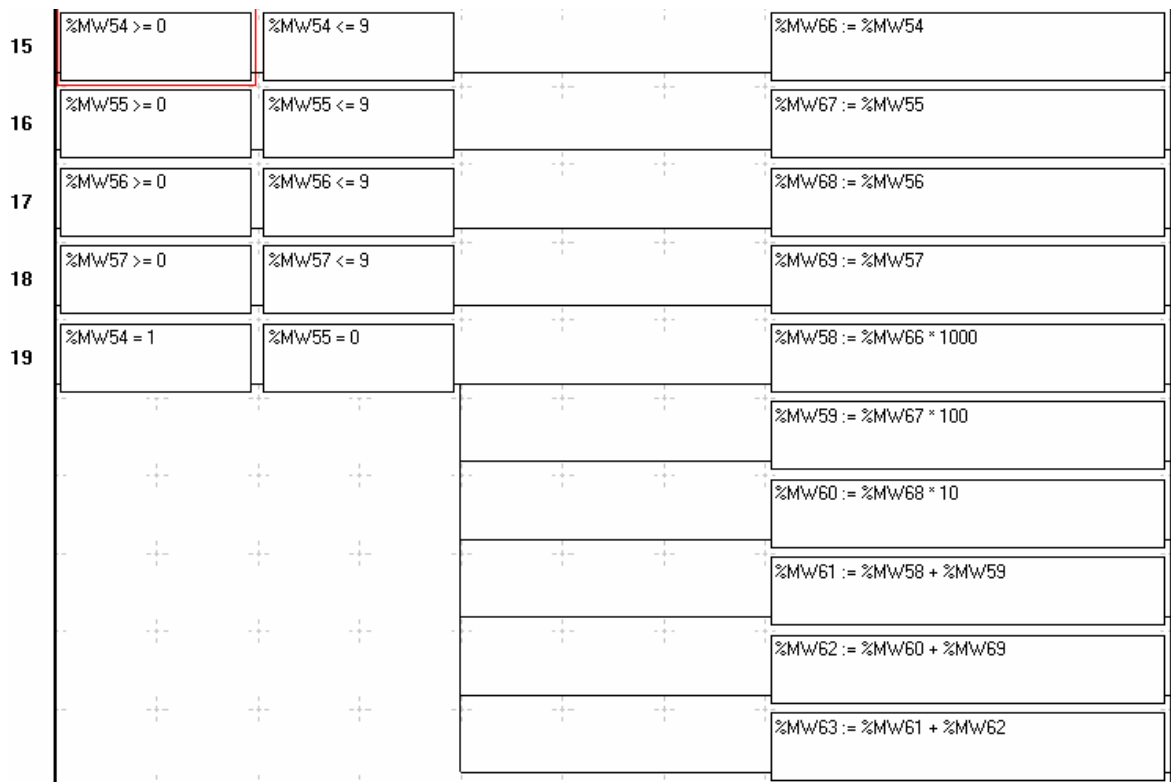 15
%MW54 >= 0
%MW54 <= 9
%MW66 := %MW54
16
%MW55 >= 0
%MW55 <= 9
%MW67 := %MW55
17
%MW56 >= 0
%MW56 <= 9
%MW68 := %MW56
18
%MW57 >= 0
%MW57 <= 9
%MW69 := %MW57
19
%MW54 = 1
%MW55 = 0
%MW58 := %MW66 * 1000
%MW59 := %MW67 * 100
%MW60 := %MW68 * 10
%MW61 := %MW58 + %MW59
%MW62 := %MW60 + %MW69
%MW63 := %MW61 + %MW62